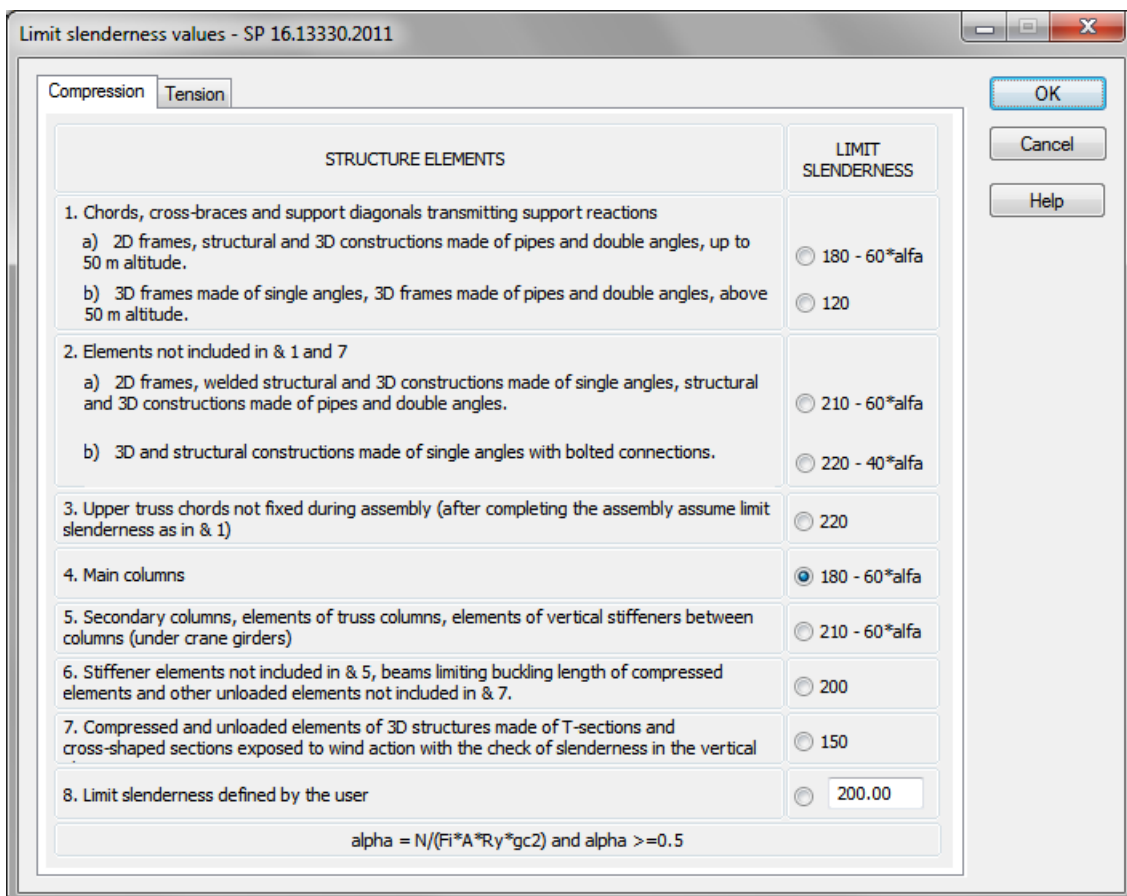 Limit slenderness values - SP 16.13330.2011
Compression
Tension
OK
Cancel
Help
STRUCTURE ELEMENTS
LIMIT
SLENDERNESS
1. Chords, cross-braces and support diagonals transmitting support reactions
a) 2D frames, structural and 3D constructions made of pipes and double angles, up to
50 m altitude.
180 - 60*alfa
b) 3D frames made of single angles, 3D frames made of pipes and double angles, above
50 m altitude.
120
2. Elements not included in & 1 and 7
a) 2D frames, welded structural and 3D constructions made of single angles, structural
and 3D constructions made of pipes and double angles.
210 - 60*alfa
b) 3D and structural constructions made of single angles with bolted connections.
220 - 40*alfa
3. Upper truss chords not fixed during assembly (after completing the assembly assume limit
slenderness as in & 1)
220
4. Main columns
180 - 60*alfa
5. Secondary columns, elements of truss columns, elements of vertical stiffeners between
columns (under crane girders)
210 - 60*alfa
6. Stiffener elements not included in & 5, beams limiting buckling length of compressed
elements and other unloaded elements not included in & 7.
200
7. Compressed and unloaded elements of 3D structures made of T-sections and
cross-shaped sections exposed to wind action with the check of slenderness in the vertical
150
8. Limit slenderness defined by the user
200.00
alpha = N/(Fi*A*Ry*gc2) and alpha >=0.5